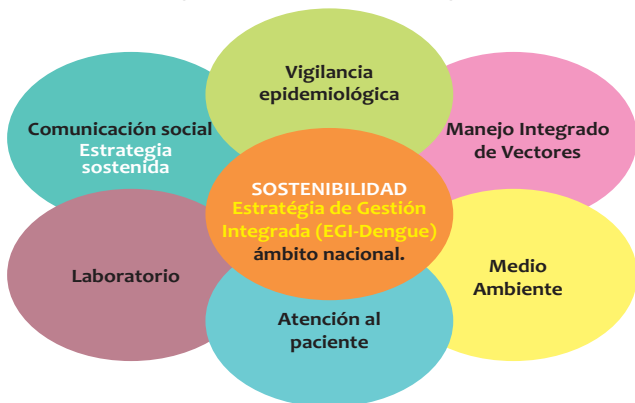 Vigilancia
epidemiológica
Comunicación social
Estrategia
sostenida
Manejo Integrado
de Vectores
SOSTENIBILIDAD
Estratégia de Gestión
Integrada (EGI-Dengue)
ámbito nacional.
Laboratorio
Medio
Ambiente
Atención al
paciente